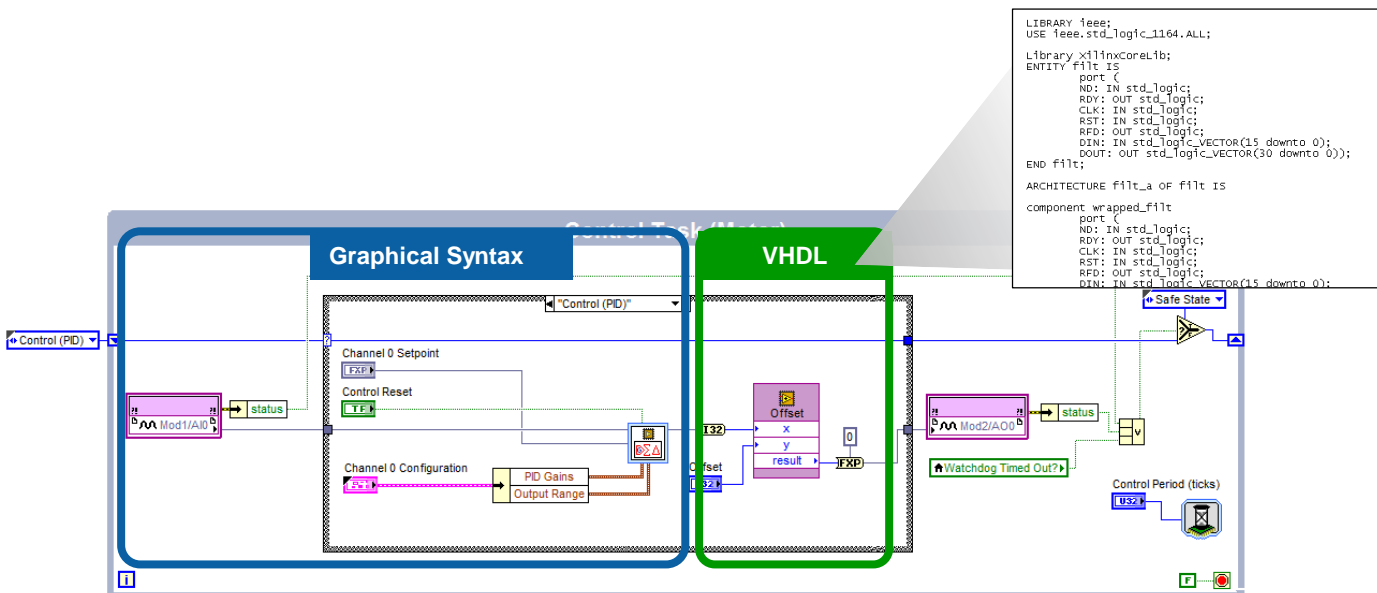 LIBRARY ieee;
USE ieee.std_logic_1164.ALL;
Library XilinxCoreLib;
ENTITY filt IS
port (
ND: IN std_logic;
RDY: OUT std_logic;
CLK: IN std_logic;
RST: IN std_logic;
RFD: OUT std_logic;
DIN: IN std_logic_VECTOR(15 downto 0);
DOUT: OUT std_logic_VECTOR(30 downto 0));
END filt;
ARCHITECTURE filt_a OF filt IS
component wrapped_filt
port (
ND: IN std_logic;
RDY: OUT std_logic;
CLK: IN std_logic;
RST: IN std_logic;
RFD: OUT std_logic;
DIN: IN std_logic_VECTOR(15 downto 0);
Control Task (Motor)
Graphical Syntax
VHDL
"Control (PID)"
Safe State
Control (PID)
?
?
Channel 0 Setpoint
FXP
Control Reset
TF
status
Mod1/AI0
Channel 0 Configuration
PID Gains
Output Range
I32
Offset
x
y
result
0
FXP
Offset
I32
status
Mod2/AO0
V
Watchdog Timed Out?
Control Period (ticks)
U32
i
F